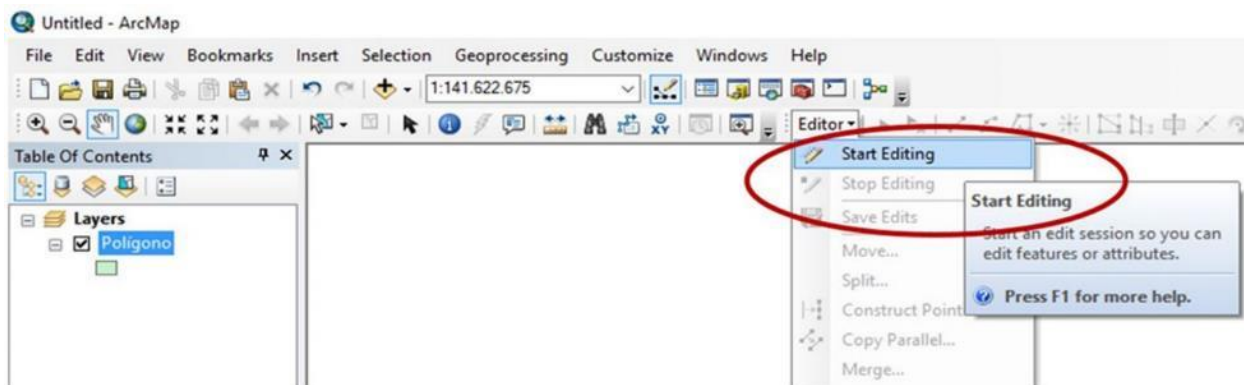 Untitled - ArcMap
File Edit View Bookmarks Insert Selection Geoprocessing Customize Windows Help
1:141.622.675
Editor
Table Of Contents
Layers
Polígono
Start Editing
Stop Editing
Save Edits
Move...
Split...
Construct Point
Copy Parallel...
Merge...
Start Editing
Start an edit session so you can
edit features or attributes.
Press F1 for more help.